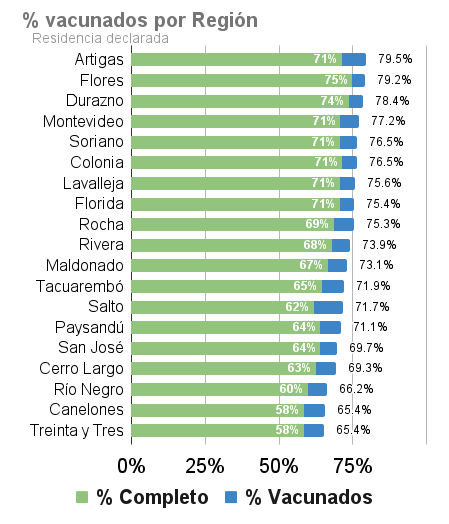 % vacunados por Región
Residencia declarada
Artigas 71% 79.5%
Flores 75% 79.2%
Durazno 74% 78.4%
Montevideo 71% 77.2%
Soriano 71% 76.5%
Colonia 71% 76.5%
Lavalleja 71% 75.6%
Florida 71% 75.4%
Rocha 69% 75.3%
Rivera 68% 73.9%
Maldonado 67% 73.1%
Tacuarembó 65% 71.9%
Salto 62% 71.7%
Paysandú 64% 71.1%
San José 64% 69.7%
Cerro Largo 63% 69.3%
Río Negro 60% 66.2%
Canelones 58% 65.4%
Treinta y Tres 58% 65.4%
0% 25% 50% 75%
% Completo % Vacunados